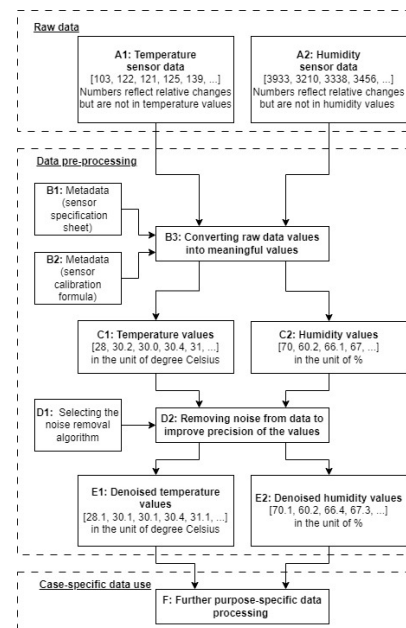 Raw data
A1: Temperature
sensor data
[103, 122, 121, 125, 139, ...]
Numbers reflect relative changes
but are not in temperature values
A2: Humidity
sensor data
[3933, 3210, 3338, 3456, ...]
Numbers reflect relative changes
but are not in humidity values
Data pre-processing
B1: Metadata
(sensor
specification
sheet)
B2: Metadata
(sensor
calibration
formula)
B3: Converting raw data values
into meaningful values
C1: Temperature values
[28, 30.2, 30.0, 30.4, 31, ...]
in the unit of degree Celsius
C2: Humidity values
[70, 60.2, 66.1, 67, ...]
in the unit of %
D1: Selecting the
noise removal
algorithm
D2: Removing noise from data to
improve precision of the values
E1: Denoised temperature
values
[28.1, 30.1, 30.1, 30.4, 31.1, ...]
in the unit of degree Celsius
E2: Denoised humidity values
[70.1, 60.2, 66.4, 67.3, ...]
in the unit of %
Case-specific data use
F: Further purpose-specific data
processing